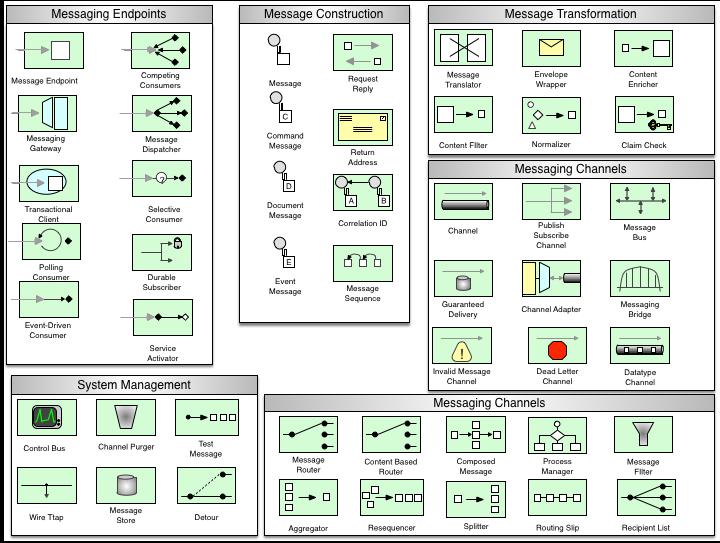 Messaging Endpoints
Message Endpoint
Competing
Consumers
Messaging
Gateway
Message
Dispatcher
Transactional
Client
Selective
Consumer
?
Polling
Consumer
Durable
Subscriber
Event-Driven
Consumer
Service
Activator
Message Construction
Message
Request
Reply
C
Command
Message
Return
Address
D
Document
Message
A
B
Correlation ID
E
Event
Message
Message
Sequence
Message Transformation
Message
Translator
Envelope
Wrapper
Content
Enricher
Content Filter
Normalizer
Claim Check
Messaging Channels
Channel
Publish
Subscribe
Channel
Message
Bus
Guaranteed
Delivery
Channel Adapter
Messaging
Bridge
!
Invalid Message
Channel
Dead Letter
Channel
Datatype
Channel
System Management
Control Bus
Channel Purger
Test
Message
Wire Ttap
Message
Store
Detour
Messaging Channels
Message
Router
Content Based
Router
Composed
Message
Process
Manager
Message
Filter
Aggregator
Resequencer
Splitter
Routing Slip
Recipient List